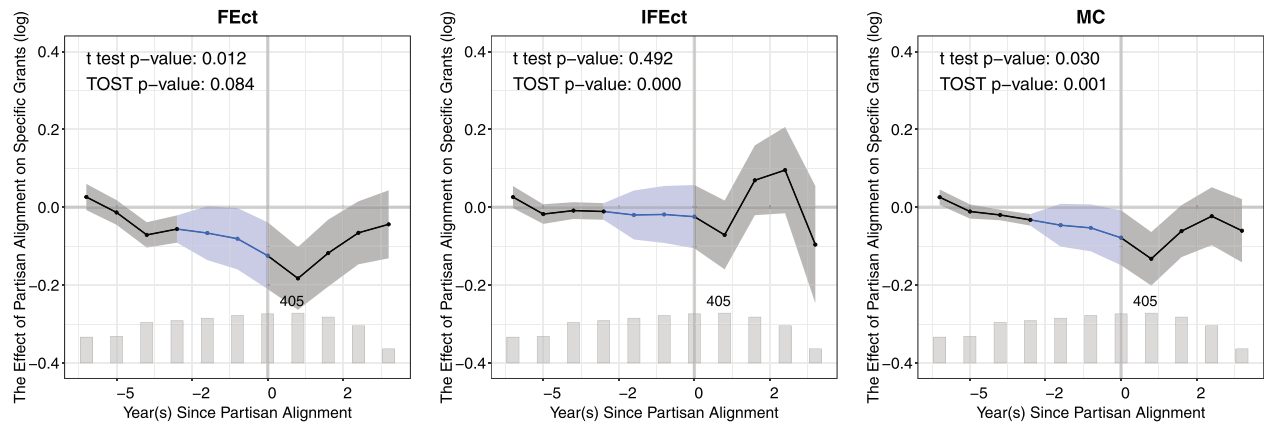 FEct
The Effect of Partisan Alignment on Specific Grants (log)
t test p−value: 0.012
TOST p−value: 0.084
0.4
0.2
0.0
−0.2
−0.4
405
−5
−2
0
2
Year(s) Since Partisan Alignment
IFEct
The Effect of Partisan Alignment on Specific Grants (log)
t test p−value: 0.492
TOST p−value: 0.000
0.4
0.2
0.0
−0.2
−0.4
405
−5
−2
0
2
Year(s) Since Partisan Alignment
MC
The Effect of Partisan Alignment on Specific Grants (log)
t test p−value: 0.030
TOST p−value: 0.001
0.4
0.2
0.0
−0.2
−0.4
405
−5
−2
0
2
Year(s) Since Partisan Alignment